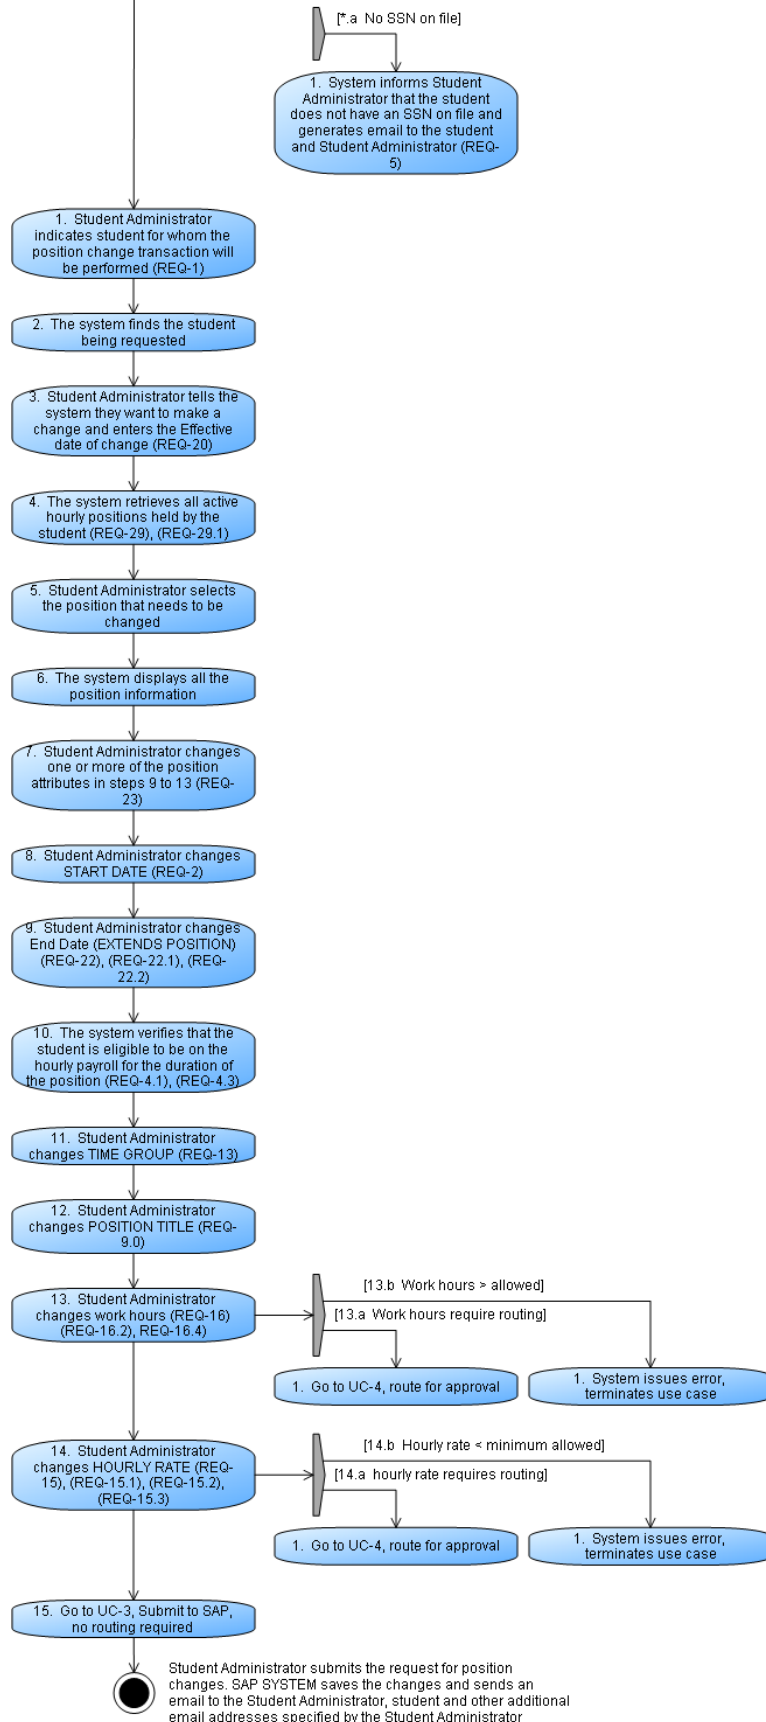 [*.a  No SSN on file]
1.  System informs Student
Administrator that the student
does not have an SSN on file and
generates email to the student
and Student Administrator (REQ-
5)
1.  Student Administrator
indicates student for whom the
position change transaction will
be performed (REQ-1)
2.  The system finds the student
being requested
3.  Student Administrator tells the
system they want to make a
change and enters the Effective
date of change (REQ-20)
4.  The system retrieves all active
hourly positions held by the
student (REQ-29), (REQ-29.1)
5.  Student Administrator selects
the position that needs to be
changed
6.  The system displays all the
position information
7.  Student Administrator changes
one or more of the position
attributes in steps 9 to 13 (REQ-
23)
8.  Student Administrator changes
START DATE (REQ-2)
9.  Student Administrator changes
End Date (EXTENDS POSITION)
(REQ-22), (REQ-22.1), (REQ-
22.2)
10.  The system verifies that the
student is eligible to be on the
hourly payroll for the duration of
the position (REQ-4.1), (REQ-4.3)
11.  Student Administrator
changes TIME GROUP (REQ-13)
12.  Student Administrator
changes POSITION TITLE (REQ-
9.0)
13.  Student Administrator
changes work hours (REQ-16)
(REQ-16.2), REQ-16.4)
[13.b  Work hours > allowed]
[13.a  Work hours require routing]
1.  Go to UC-4, route for approval
1.  System issues error,
terminates use case
14.  Student Administrator
changes HOURLY RATE (REQ-
15), (REQ-15.1), (REQ-15.2),
(REQ-15.3)
[14.b  Hourly rate < minimum allowed]
[14.a  hourly rate requires routing]
1.  Go to UC-4, route for approval
1.  System issues error,
terminates use case
15.  Go to UC-3, Submit to SAP,
no routing required
Student Administrator submits the request for position
changes. SAP SYSTEM saves the changes and sends an
email to the Student Administrator, student and other additional
email addresses specified by the Student Administrator